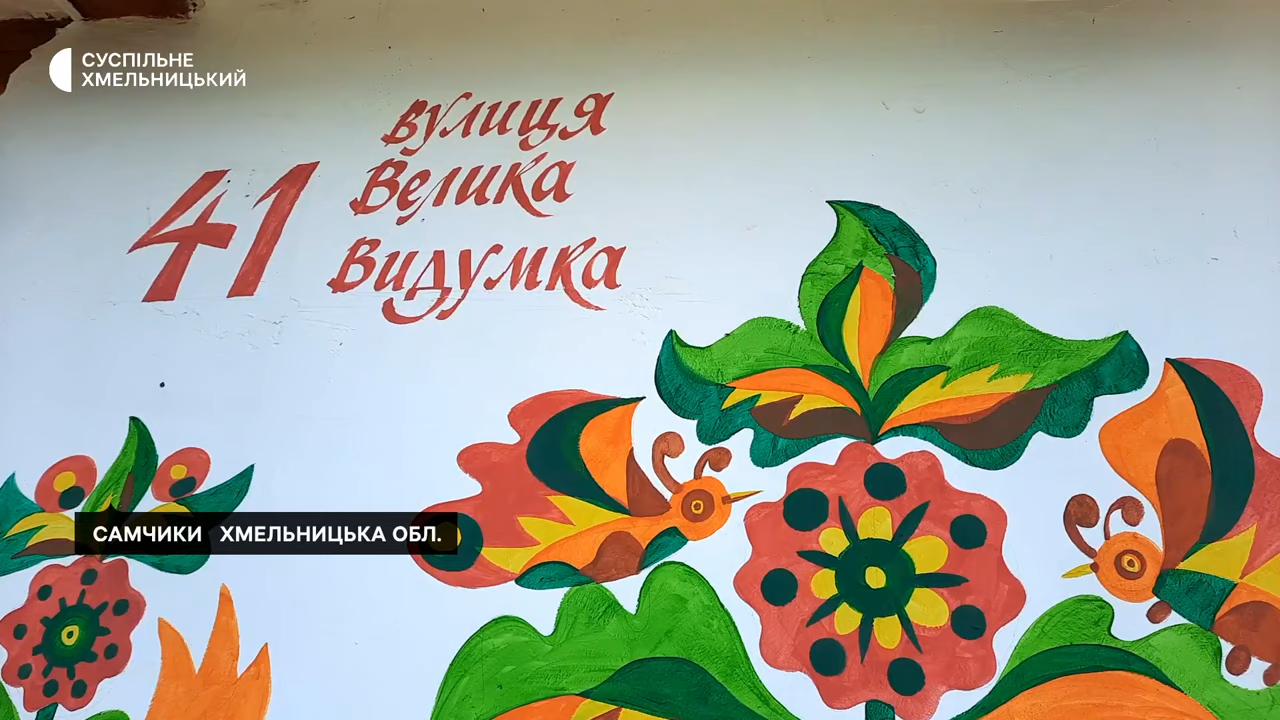 СУСПІЛЬНЕ
ХМЕЛЬНИЦЬКИЙ
вулиця
41 Велика
Видумка
САМЧИКИ ХМЕЛЬНИЦЬКА ОБЛ.